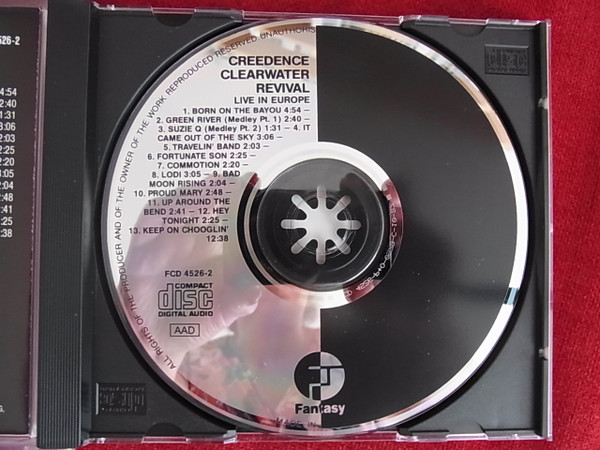 4526-2
4:54
2:40
1:31
3:06
2:03
2:25
2:20
3:05
2:04
2:48
2:41
2:25
12:38
ALL RIGHTS OF THE PRODUCER AND OF THE OWNER OF THE WORK REPRODUCED RESERVED UNAUTHORIS
CREEDENCE
CLEARWATER
REVIVAL
LIVE IN EUROPE
1. BORN ON THE BAYOU 4:54 –
2. GREEN RIVER (Medley Pt. 1) 2:40 –
3. SUZIE Q (Medley Pt. 2) 1:31 – 4. IT
CAME OUT OF THE SKY 3:06 –
5. TRAVELIN' BAND 2:03 –
6. FORTUNATE SON 2:25 –
7. COMMOTION 2:20 –
8. LODI 3:05 – 9. BAD
MOON RISING 2:04 –
10. PROUD MARY 2:48 –
11. UP AROUND THE
BEND 2:41 – 12. HEY
TONIGHT 2:25 –
13. KEEP ON CHOOGLIN'
12:38
FCD 4526-2
COMPACT
disc
DIGITAL AUDIO
AAD
Fantasy
MADE IN